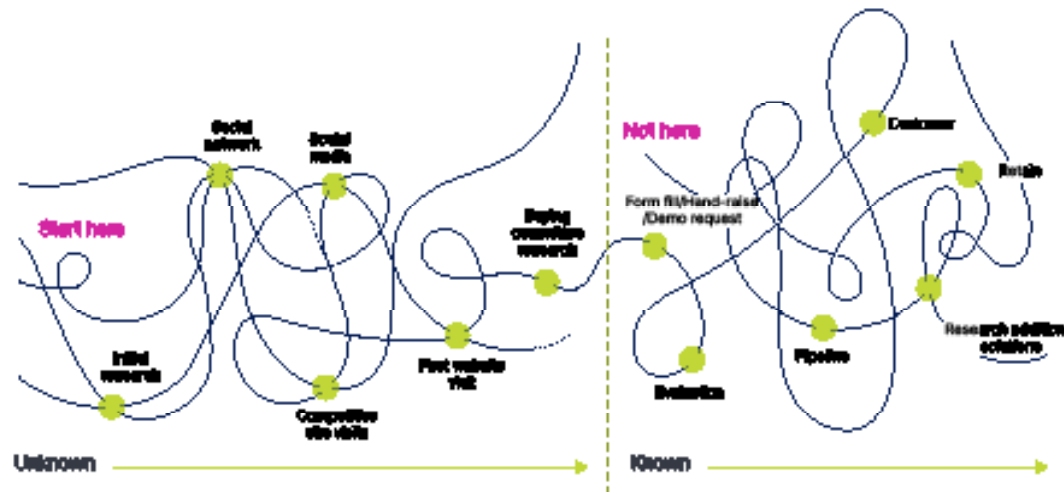 Social
network
Social
media
Start here
Initial
research
Competitive
site visits
First website
visit
Buying
committee
research
Unknown
Not here
Form fill/Hand-raise
/Demo request
Customer
Retain
Evaluation
Pipeline
Research addition
solutions
Known